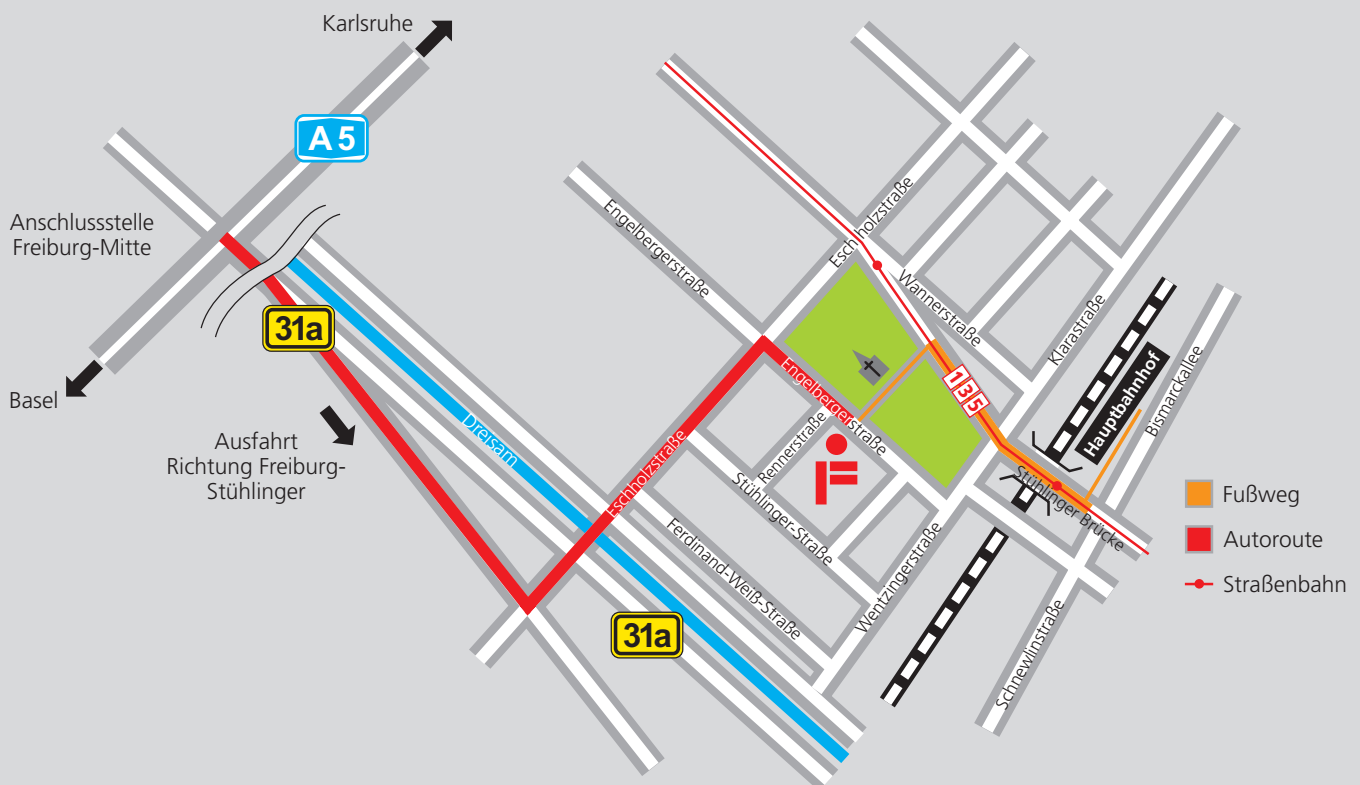 Karlsruhe
A 5
Anschlussstelle
Freiburg-Mitte
31a
Basel
Ausfahrt
Richtung Freiburg-
Stühlinger
Dreisam
Engelbergerstraße
Eschholzstraße
Wannerstraße
Klarastraße
Hauptbahnhof
Bismarckallee
1 3 5
Engelbergerstraße
Rennerstraße
Stühlinger-Straße
Eschholzstraße
Ferdinand-Weiß-Straße
Wentzingerstraße
Stühlinger Brücke
Schnewlinstraße
31a
Fußweg
Autoroute
Straßenbahn